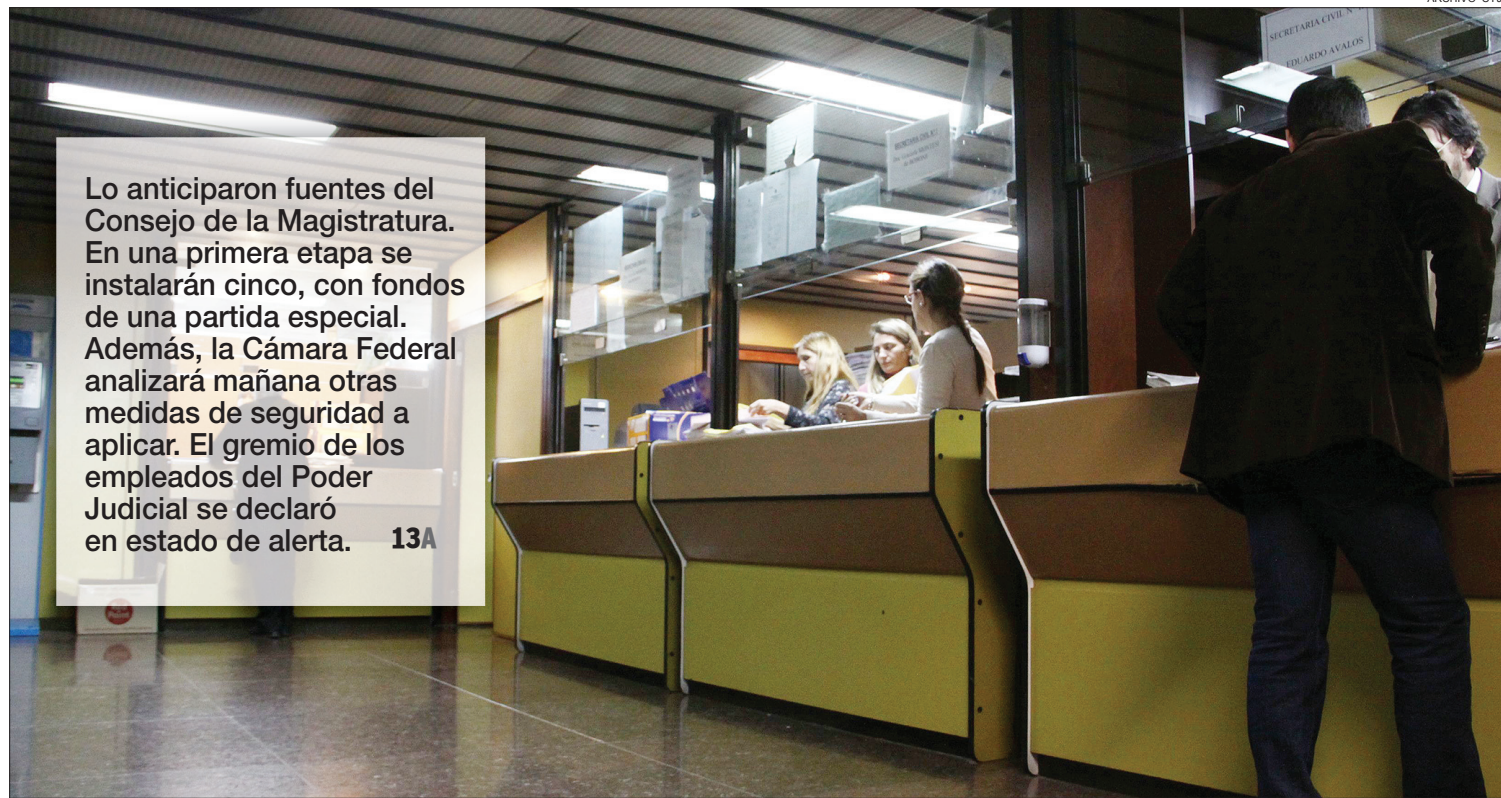 SECRETARIA CIVIL N
EDUARDO AVALOS
Lo anticiparon fuentes del
Consejo de la Magistratura.
En una primera etapa se
instalarán cinco, con fondos
de una partida especial.
Además, la Cámara Federal
analizará mañana otras
medidas de seguridad a
aplicar. El gremio de los
empleados del Poder
Judicial se declaró
en estado de alerta. 13A